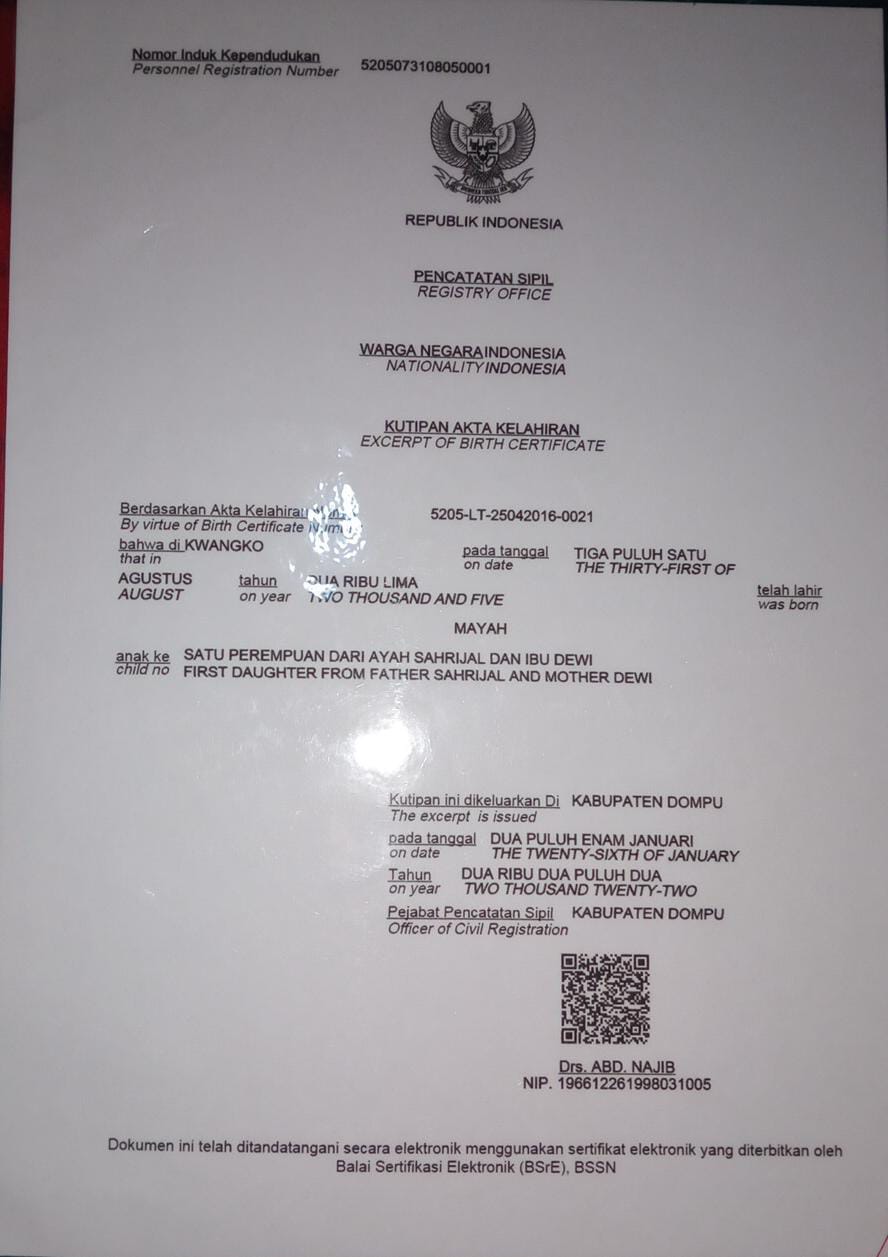 Nomor Induk Kependudukan 5205073108050001
Personnel Registration Number
REPUBLIK INDONESIA
PENCATATAN SIPIL
REGISTRY OFFICE
WARGA NEGARA INDONESIA
NATIONALITY INDONESIA
KUTIPAN AKTA KELAHIRAN
EXCERPT OF BIRTH CERTIFICATE
Berdasarkan Akta Kelahiran 5205-LT-25042016-0021
By virtue of Birth Certificate
bahwa di KWANGKO pada tanggal TIGA PULUH SATU
that in on date THE THIRTY-FIRST OF
AGUSTUS tahun DUA RIBU LIMA telah lahir
AUGUST on year TWO THOUSAND AND FIVE was born
MAYAH
anak ke SATU PEREMPUAN DARI AYAH SAHRIJAL DAN IBU DEWI
child no FIRST DAUGHTER FROM FATHER SAHRIJAL AND MOTHER DEWI
Kutipan ini dikeluarkan Di KABUPATEN DOMPU
The excerpt is issued
pada tanggal DUA PULUH ENAM JANUARI
on date THE TWENTY-SIXTH OF JANUARY
Tahun DUA RIBU DUA PULUH DUA
on year TWO THOUSAND TWENTY-TWO
Pejabat Pencatatan Sipil KABUPATEN DOMPU
Officer of Civil Registration
Drs. ABD. NAJIB
NIP. 196612261998031005
Dokumen ini telah ditandatangani secara elektronik menggunakan sertifikat elektronik yang diterbitkan oleh
Balai Sertifikasi Elektronik (BSrE), BSSN